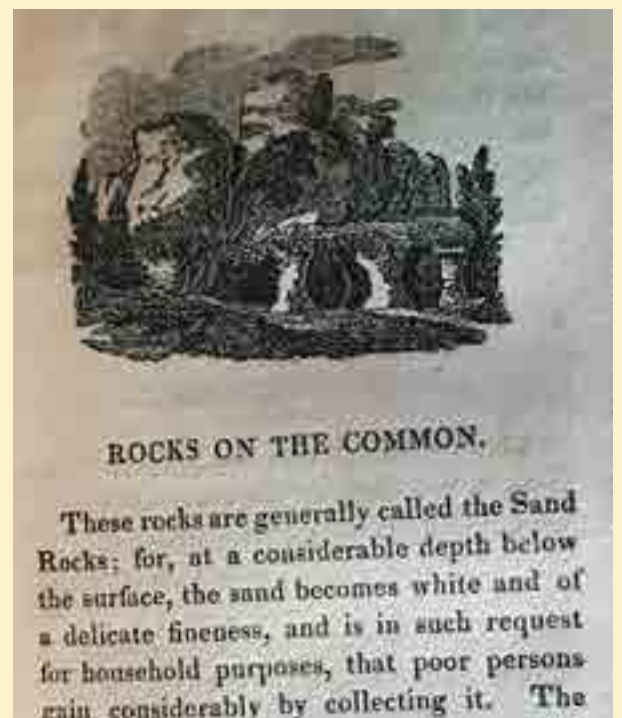 ROCKS ON THE COMMON.
These rocks are generally called the Sand
Rocks; for, at a considerable depth below
the surface, the sand becomes white and of
a delicate fineness, and is in such request
for household purposes, that poor persons
gain considerably by collecting it. The